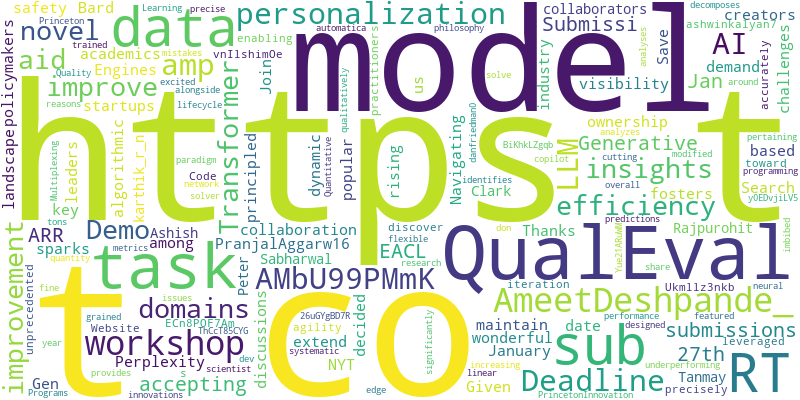 safety Bard
Princeton
Learning
precise
trained
novel
data
personalization
automatica
mistakes
philosophy
solve
enabling
collaborators
Submissi
creators
decomposes
ashwinkalyan7
academics
Engines
vnIlshimOe
aid
amp
model
AI
Save
industry
demand
analyses
around
Jan
challenges
visibility
accurately
landscape
policymakers
improve
Quality
excited
alongside
reasons
lifecycle
startups
Join
us
practitioners
qualitatively
https
t
Transformer
algorithmic
karthik_r_n
leaders
Multiplexing
paradigm
network
solver
principled
dynamic
Quantitative
popular
rising
Navigating
BiKhkLZgqb
danfriedman0
copilot
LLM
ownership
Generative
based
toward
pertaining
analyzes
cutting
modified
insights
fosters
Search
programming
identifies
overall
y0EDvjiLV5
efficiency
key
Code
Demo
collaboration
discover
flexible
Clark
Thanks
Rajpurohit
predictions
imbibed
ARR
Ashish
among
PranjalAggarw16
EACL
research
don
tons
sparks
metrics
Sabharwal
QualEval
improvement
unprecedented
task
Peter
AMbU99PMmK
iteration
share
neural
Ukmllz3nkb
t
co
quantity
fine
domains
issues
26uGYgBD7R
decided
discussions
AmeetDeshpande_
grained
ThcCT85CYG
agility
extend
maintain
date
performance
designed
year
Website
ECn8PQF7Am
systematic
NYT
wonderful
January
featured
leveraged
submissions
workshop
Perplexity
dev
scientist
significantly
sub
27th
RT
Gen
s
accepting
edge
linear
increasing
Given
Tanmay
underperforming
precisely
Programs
provides
innovations
Deadline
PrincetonInnovation